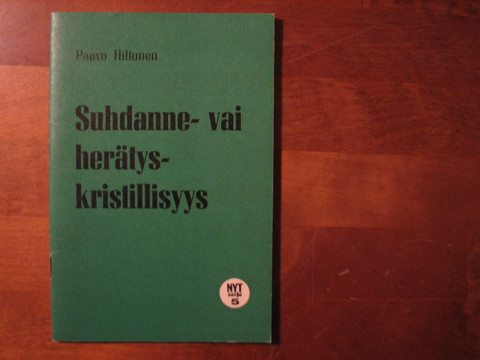 Paavo Hiltunen
Suhdanne- vai
herätys-
kristillisyys
NYT
sarja
5